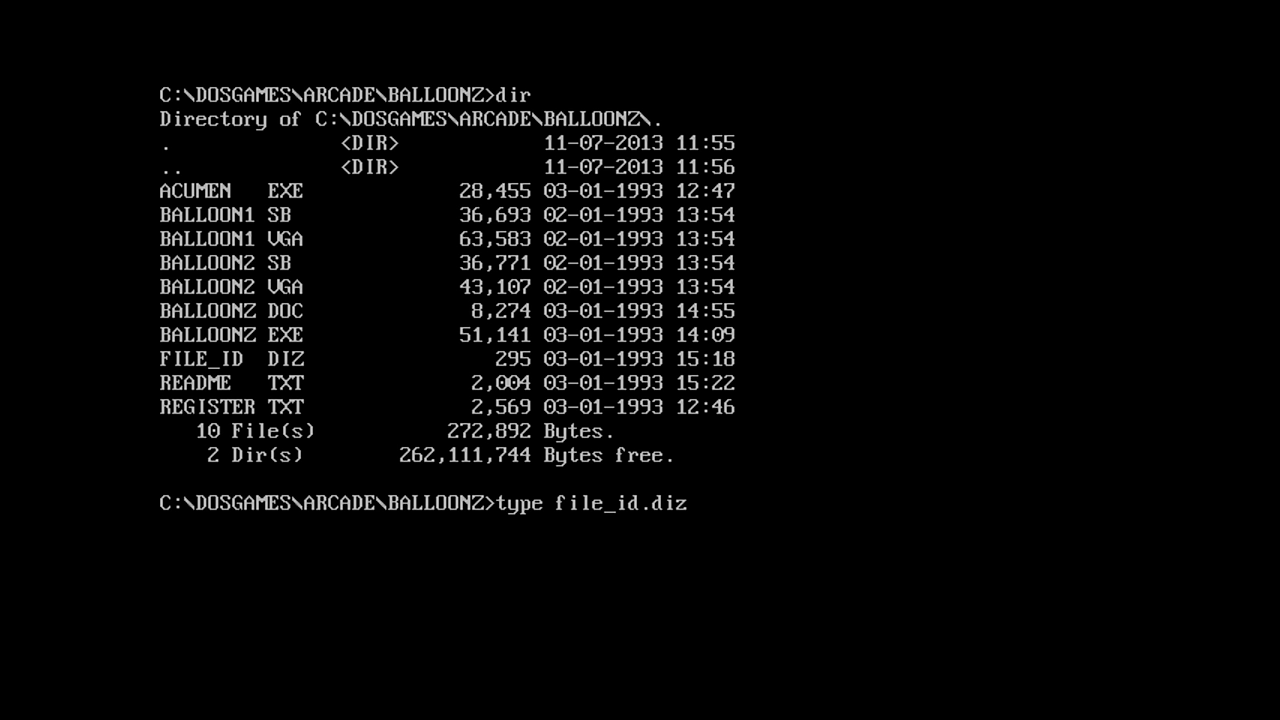 C:\DOSGAMES\ARCADE\BALLOONZ>dir
Directory of C:\DOSGAMES\ARCADE\BALLOONZ\.
.              <DIR>            11-07-2013 11:55
..             <DIR>            11-07-2013 11:56
ACUMEN   EXE             28,455 03-01-1993 12:47
BALLOON1 SB              36,693 02-01-1993 13:54
BALLOON1 VGA             63,583 02-01-1993 13:54
BALLOON2 SB              36,771 02-01-1993 13:54
BALLOON2 VGA             43,107 02-01-1993 13:54
BALLOONZ DOC              8,274 03-01-1993 14:55
BALLOONZ EXE             51,141 03-01-1993 14:09
FILE_ID  DIZ                295 03-01-1993 15:18
README   TXT              2,004 03-01-1993 15:22
REGISTER TXT              2,569 03-01-1993 12:46
   10 File(s)           272,892 Bytes.
    2 Dir(s)        262,111,744 Bytes free.
C:\DOSGAMES\ARCADE\BALLOONZ>type file_id.diz